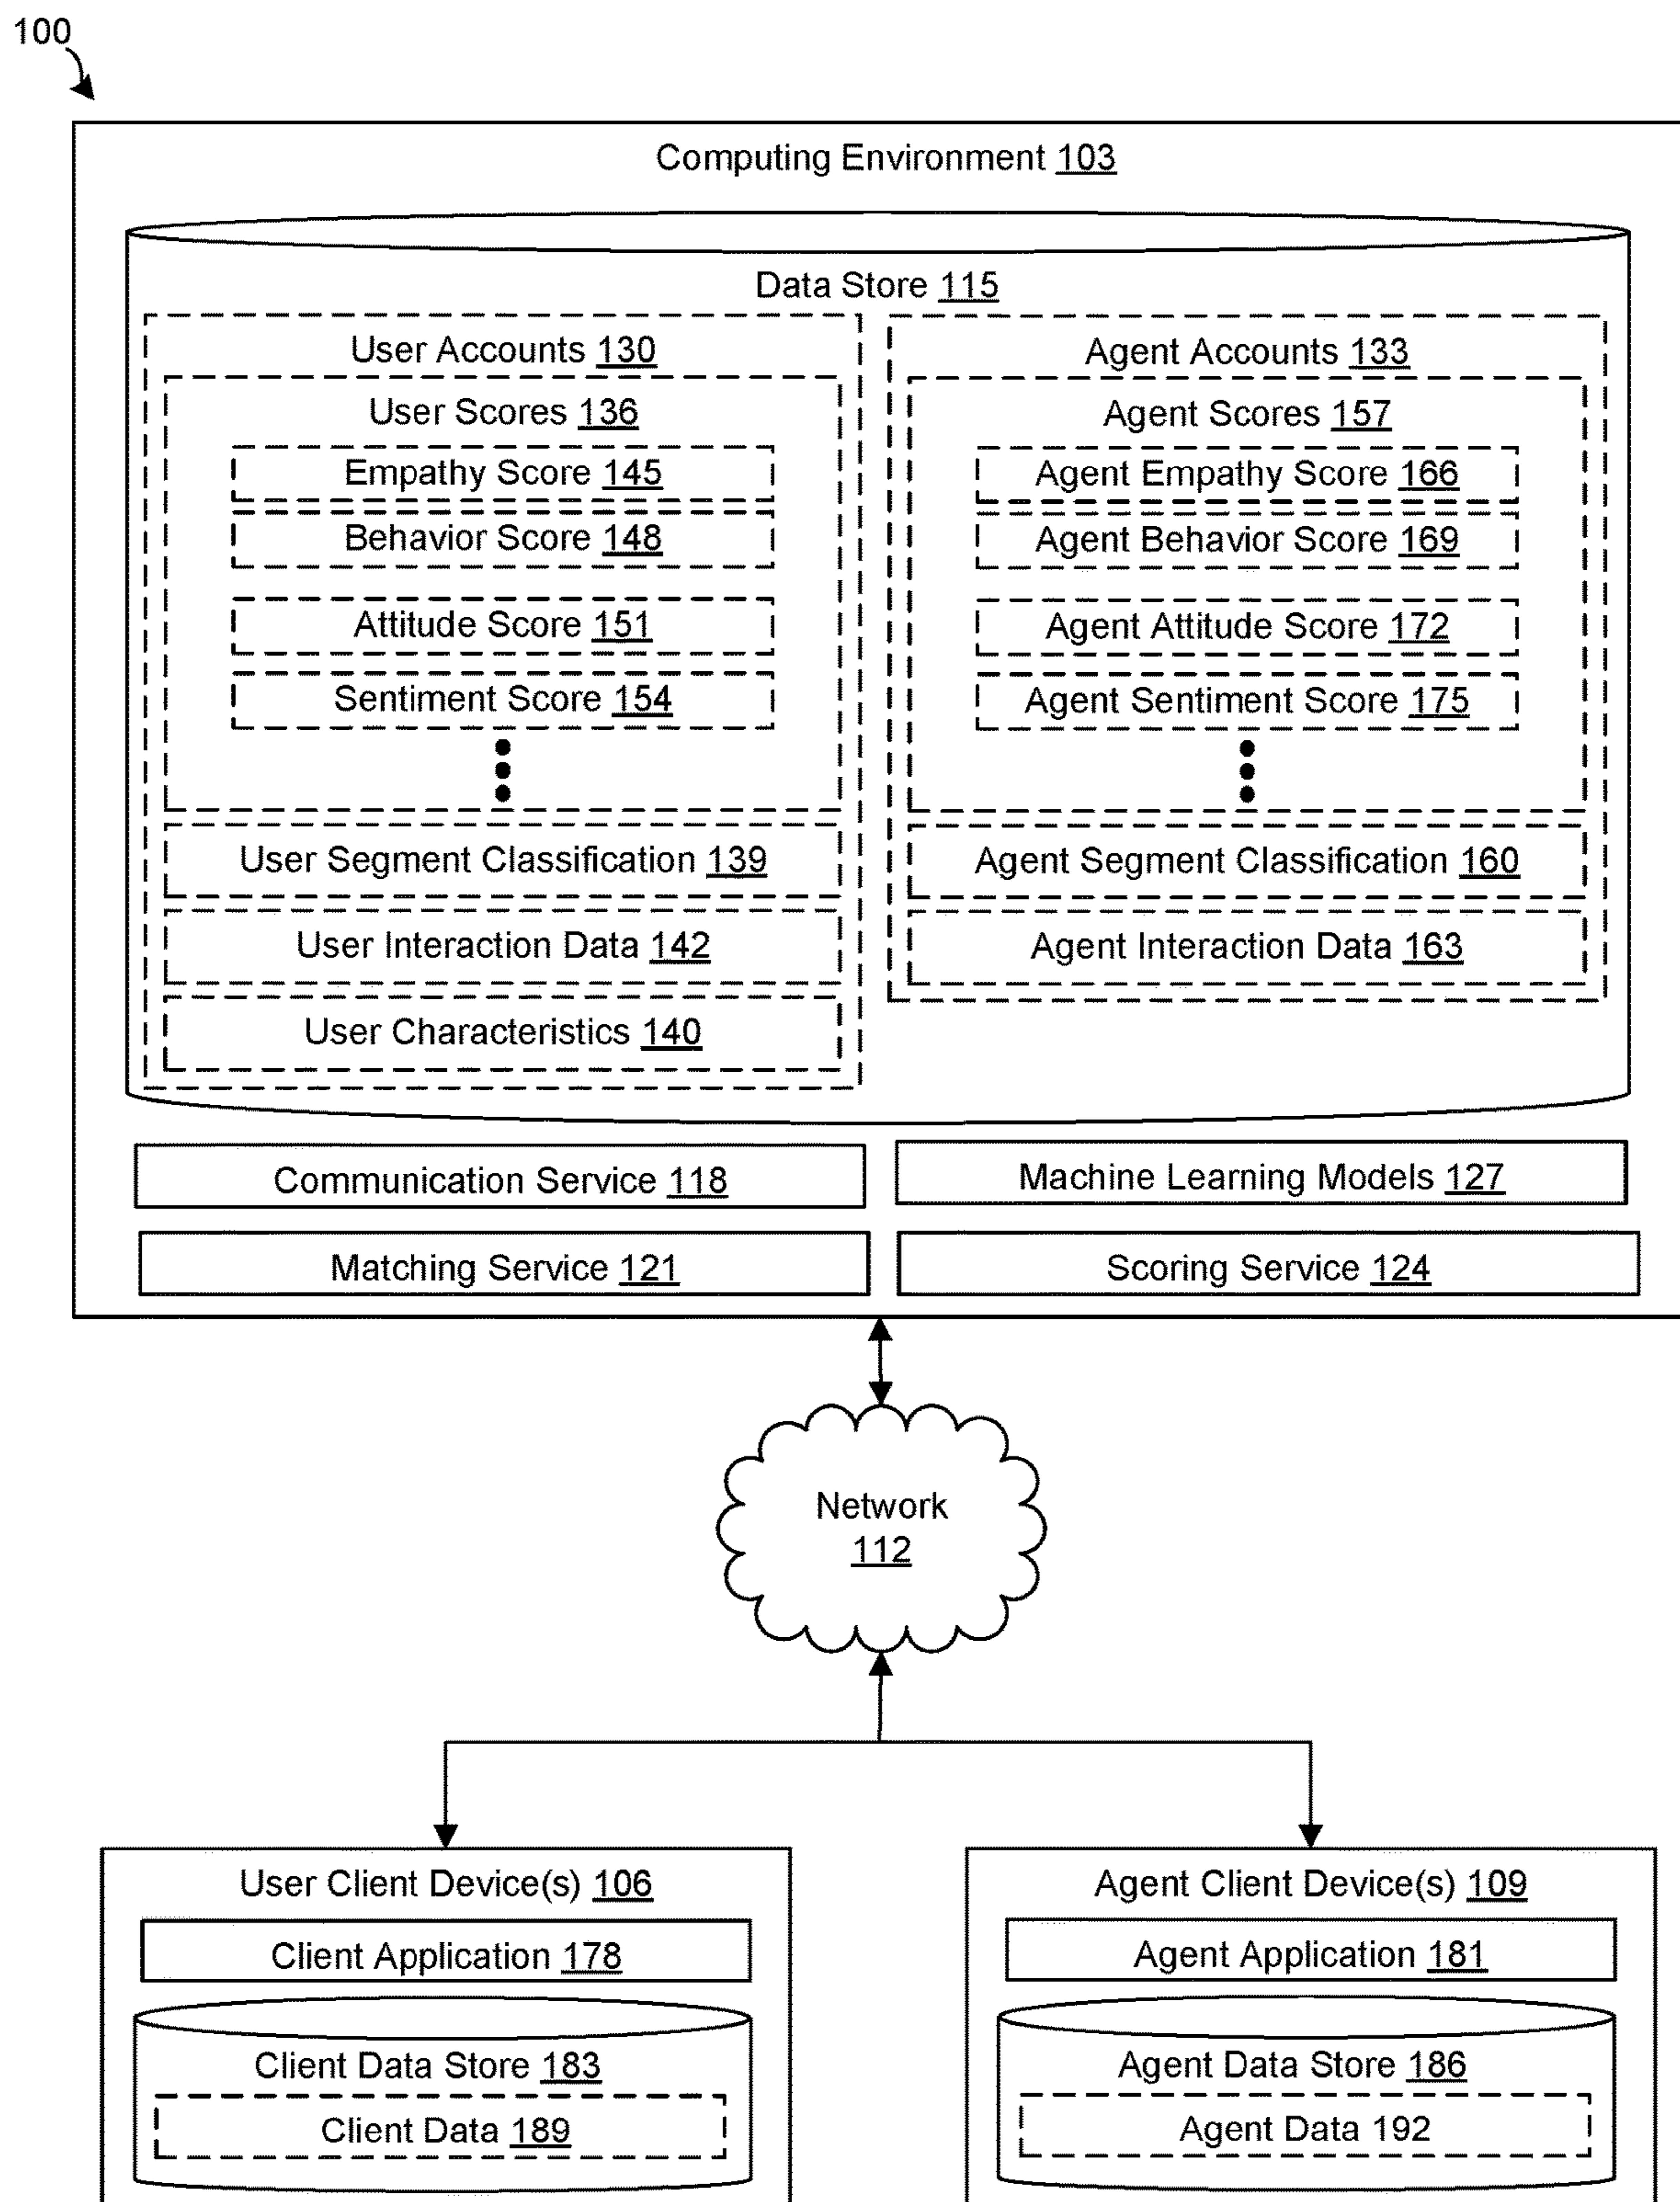 100
Computing Environment 103
Data Store 115
User Accounts 130
User Scores 136
Empathy Score 145
Behavior Score 148
Attitude Score 151
Sentiment Score 154
User Segment Classification 139
User Interaction Data 142
User Characteristics 140
Agent Accounts 133
Agent Scores 157
Agent Empathy Score 166
Agent Behavior Score 169
Agent Attitude Score 172
Agent Sentiment Score 175
Agent Segment Classification 160
Agent Interaction Data 163
Communication Service 118
Machine Learning Models 127
Matching Service 121
Scoring Service 124
Network
112
User Client Device(s) 106
Client Application 178
Client Data Store 183
Client Data 189
Agent Client Device(s) 109
Agent Application 181
Agent Data Store 186
Agent Data 192